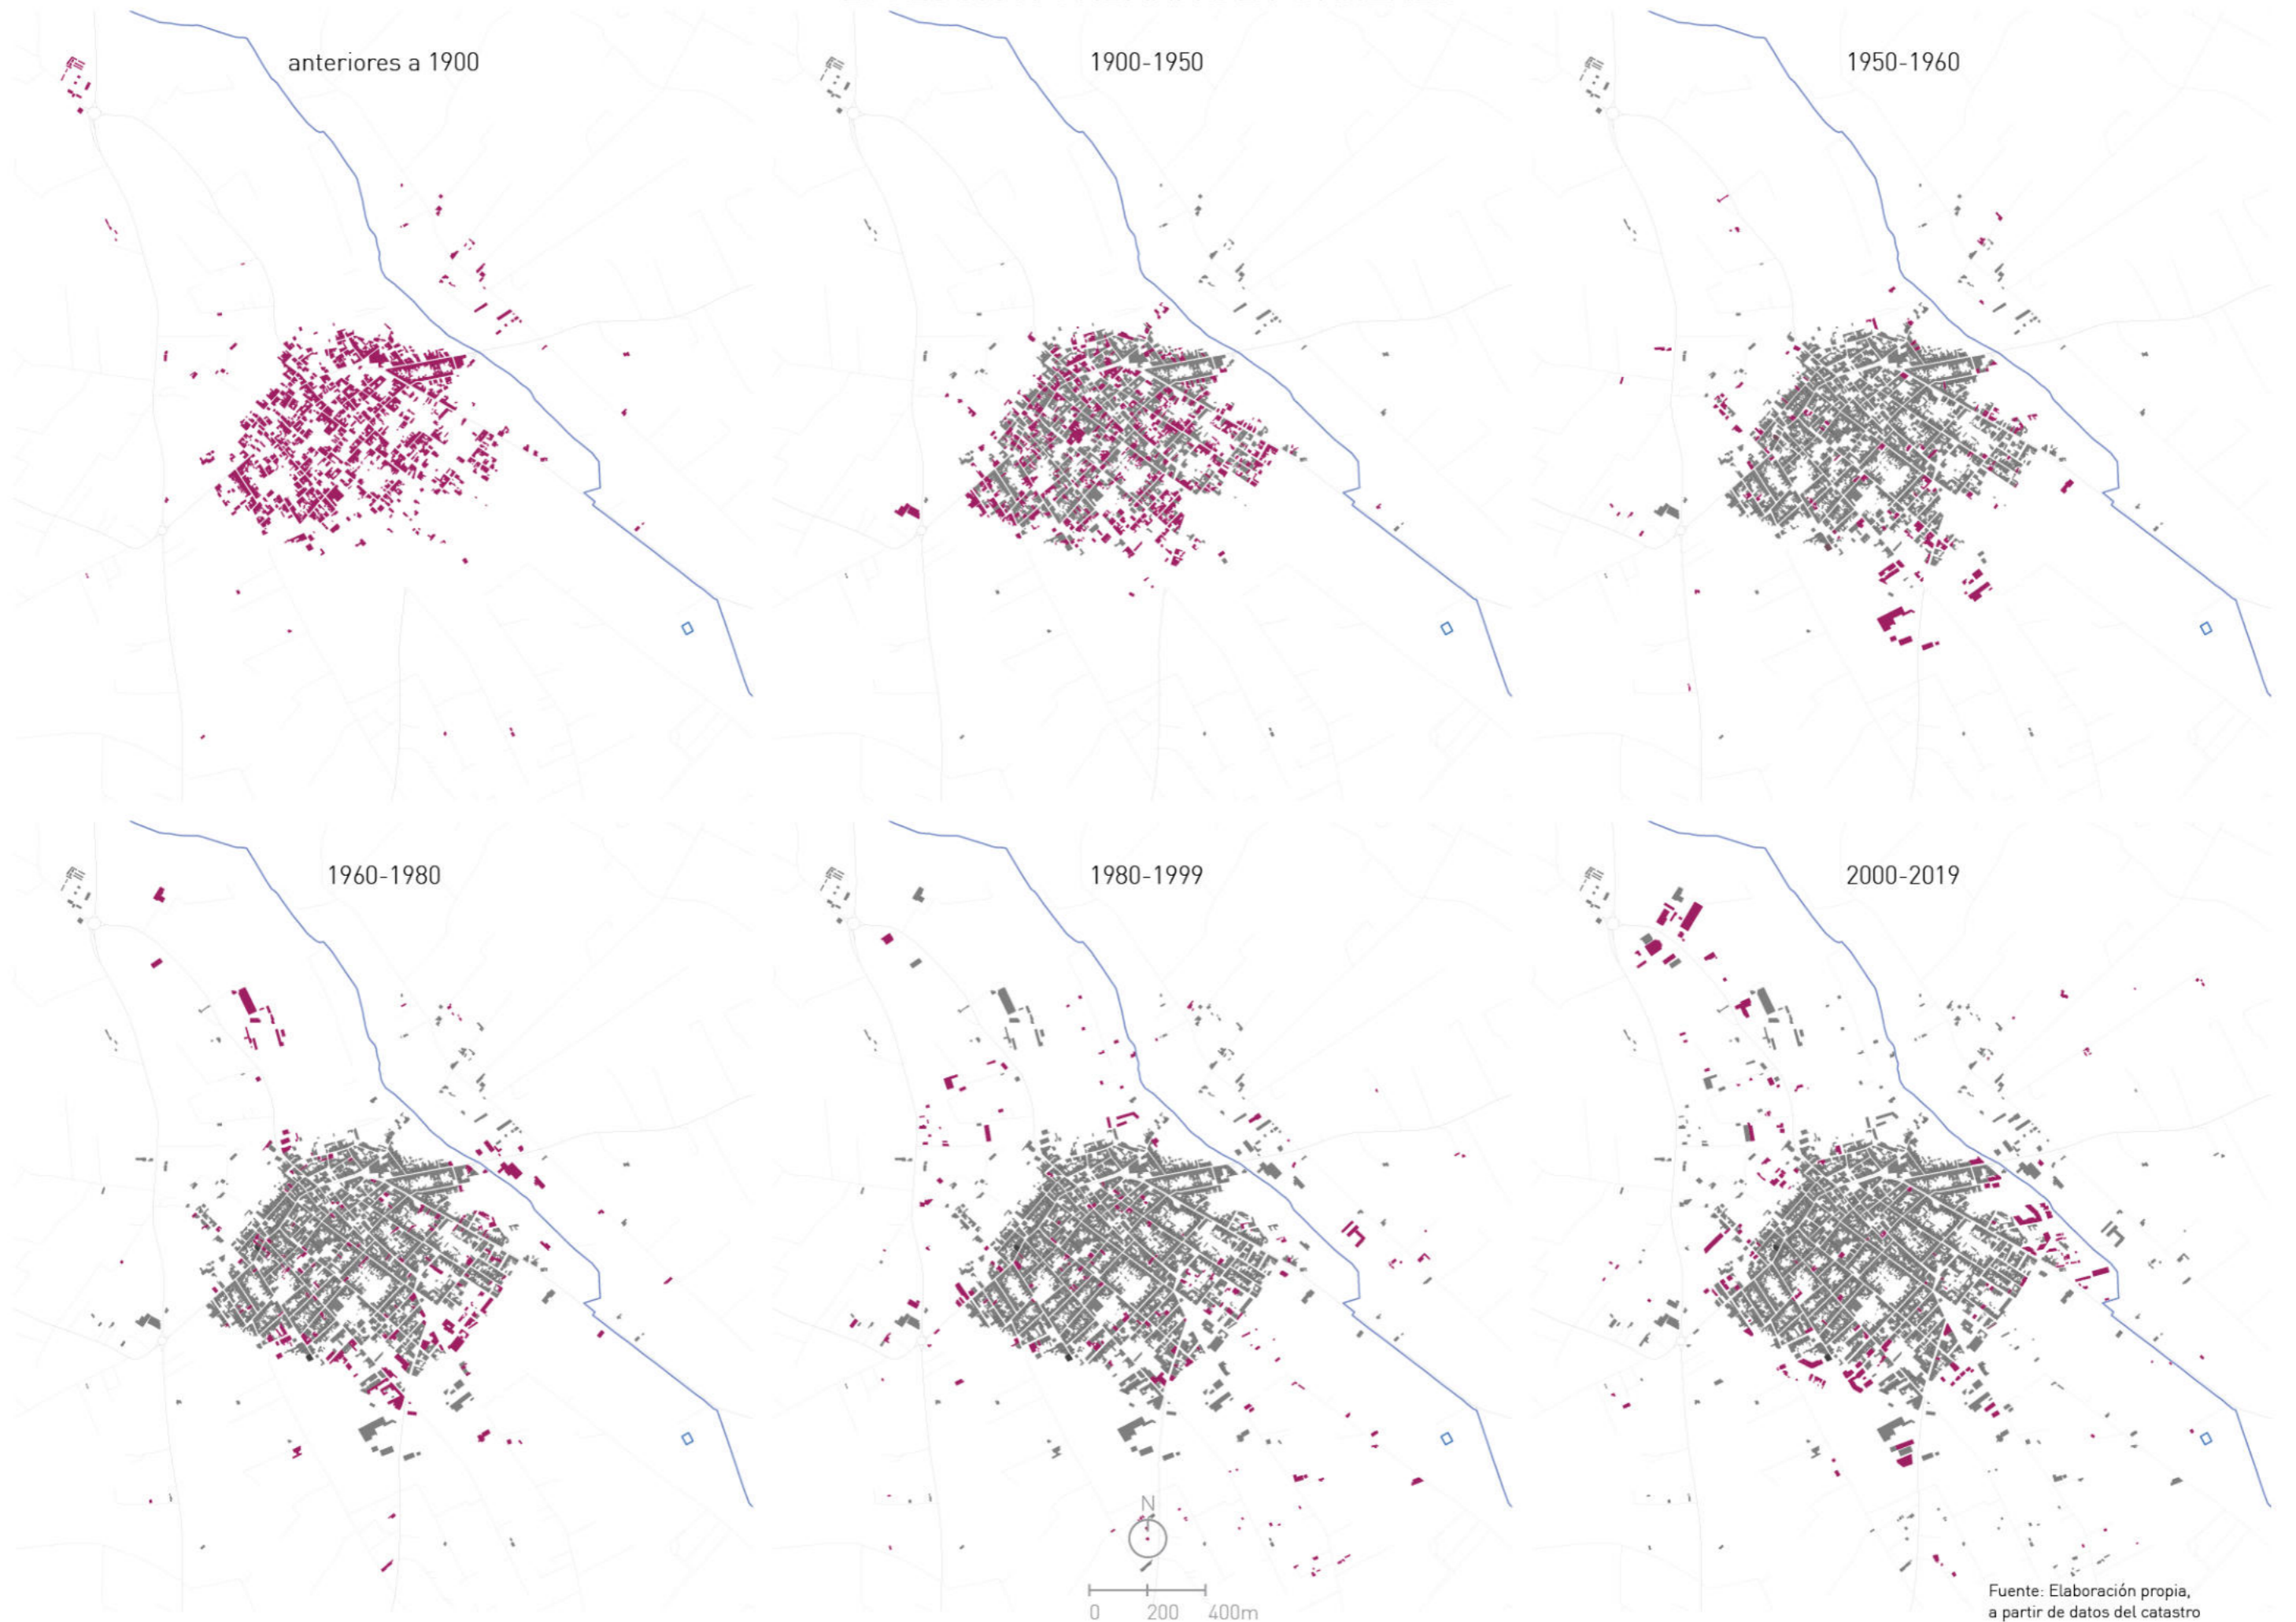 anteriores a 1900
1900-1950
1950-1960
1960-1980
1980-1999
2000-2019
N
0 200 400m
Fuente: Elaboración propia,
a partir de datos del catastro